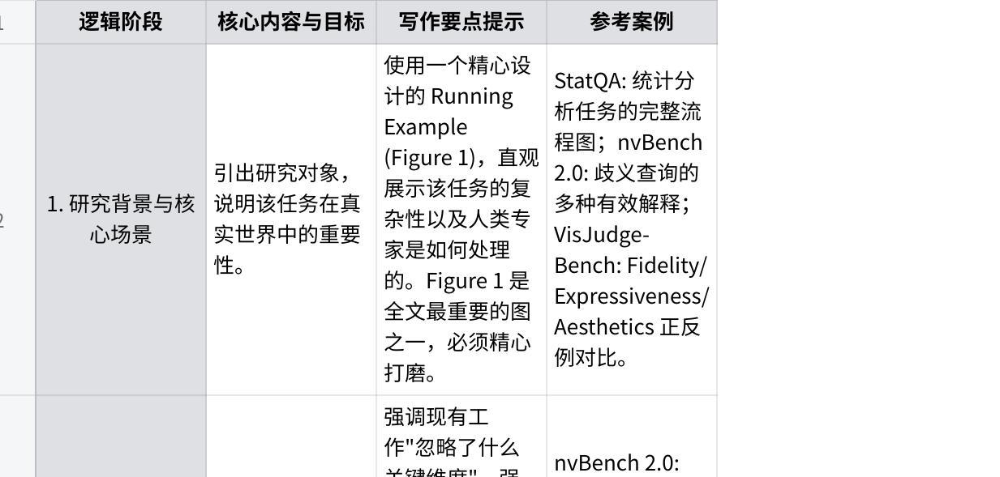 逻辑阶段
核心内容与目标
写作要点提示
参考案例
2
1. 研究背景与核
心场景
引出研究对象，
说明该任务在真
实世界中的重要
性。
使用一个精心设
计的 Running
Example
(Figure 1)，直观
展示该任务的复
杂性以及人类专
家是如何处理
的。Figure 1 是
全文最重要的图
之一，必须精心
打磨。
StatQA: 统计分
析任务的完整流
程图；nvBench
2.0: 歧义查询的
多种有效解释；
VisJudge-
Bench: Fidelity/
Expressiveness/
Aesthetics 正反
例对比。
强调现有工
作"忽略了什么
关键维度"，强
nvBench 2.0: